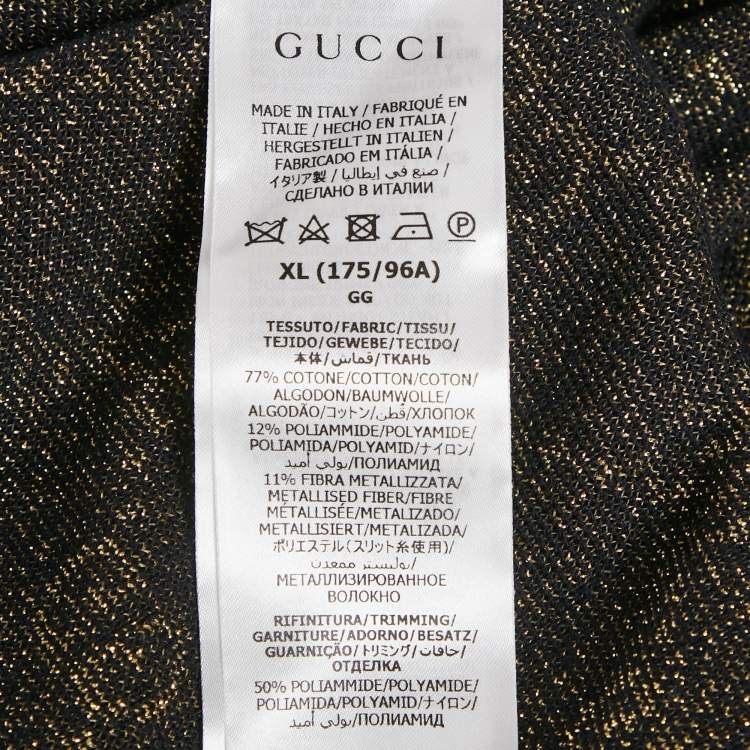 GUCCI
MADE IN ITALY / FABRIQUÉ EN
ITALIE / HECHO EN ITALIA /
HERGESTELLT IN ITALIEN /
FABRICADO EM ITÁLIA /
イタリア製 / صنع في إيطاليا /
СДЕЛАНО В ИТАЛИИ
P
XL (175/96A)
GG
TESSUTO/FABRIC/TISSU/
TEJIDO/GEWEBE/TECIDO/
本体/قماش/ТКАНЬ
77% COTONE/COTTON/COTON/
ALGODON/BAUMWOLLE/
ALGODÃO/コットン/قطن/ХЛОПОК
12% POLIAMMIDE/POLYAMIDE/
POLIAMIDA/POLYAMID/ナイロン/
بولي أميد/ПОЛИАМИД
11% FIBRA METALLIZZATA/
METALLISED FIBER/FIBRE
MÉTALLISÉE/METALIZADO/
METALLISIERT/METALIZADA/
ポリエステル(スリット糸使用)/
بوليستر ممعدن/
МЕТАЛЛИЗИРОВАННОЕ
ВОЛОКНО
RIFINITURA/TRIMMING/
GARNITURE/ADORNO/BESATZ/
GUARNIÇÃO/トリミング/حافات/
ОТДЕЛКА
50% POLIAMMIDE/POLYAMIDE/
POLIAMIDA/POLYAMID/ナイロン/
بولي أميد/ПОЛИАМИД